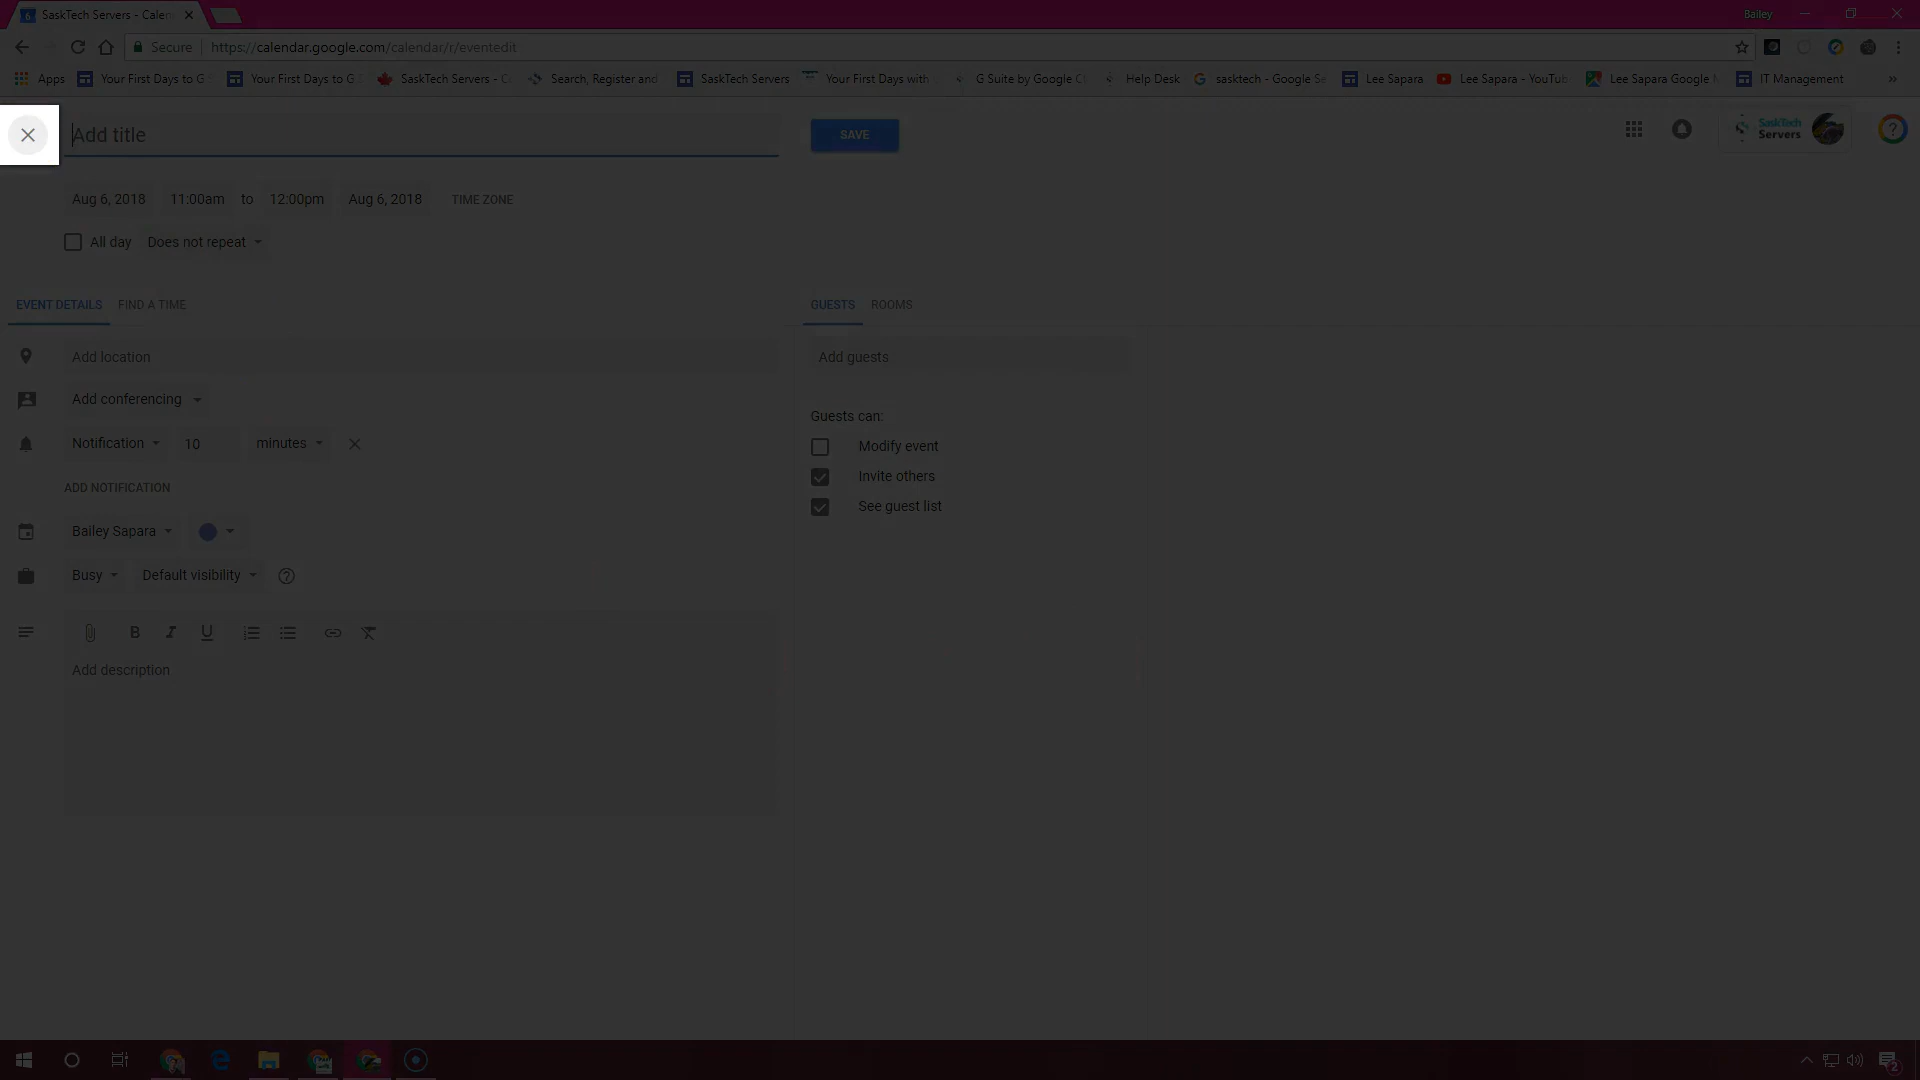 SaskTech Servers - Calen
Bailey
Secure https://calendar.google.com/calendar/r/eventedit
Apps Your First Days to G Your First Days to G SaskTech Servers - C Search, Register and SaskTech Servers Your First Days with G Suite by Google C Help Desk sasktech - Google Se Lee Sapara Lee Sapara - YouTub Lee Sapara Google IT Management »
Add title
SAVE
SaskTech
Servers
Aug 6, 2018 11:00am to 12:00pm Aug 6, 2018 TIME ZONE
All day Does not repeat
EVENT DETAILS FIND A TIME
GUESTS ROOMS
Add location
Add guests
Add conferencing
Guests can:
Notification 10 minutes
Modify event
Invite others
ADD NOTIFICATION
See guest list
Bailey Sapara
Busy Default visibility
B I U
Add description
2